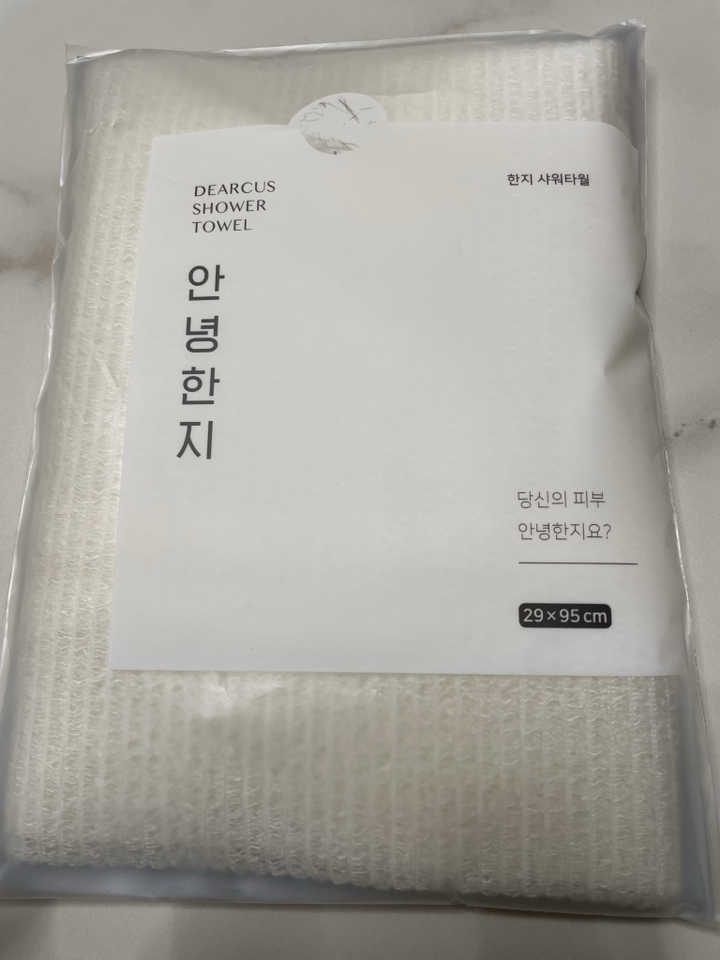 DEARCUS
SHOWER
TOWEL
한지 샤워타월
안
녕
한
지
당신의 피부
안녕한지요?
29×95cm